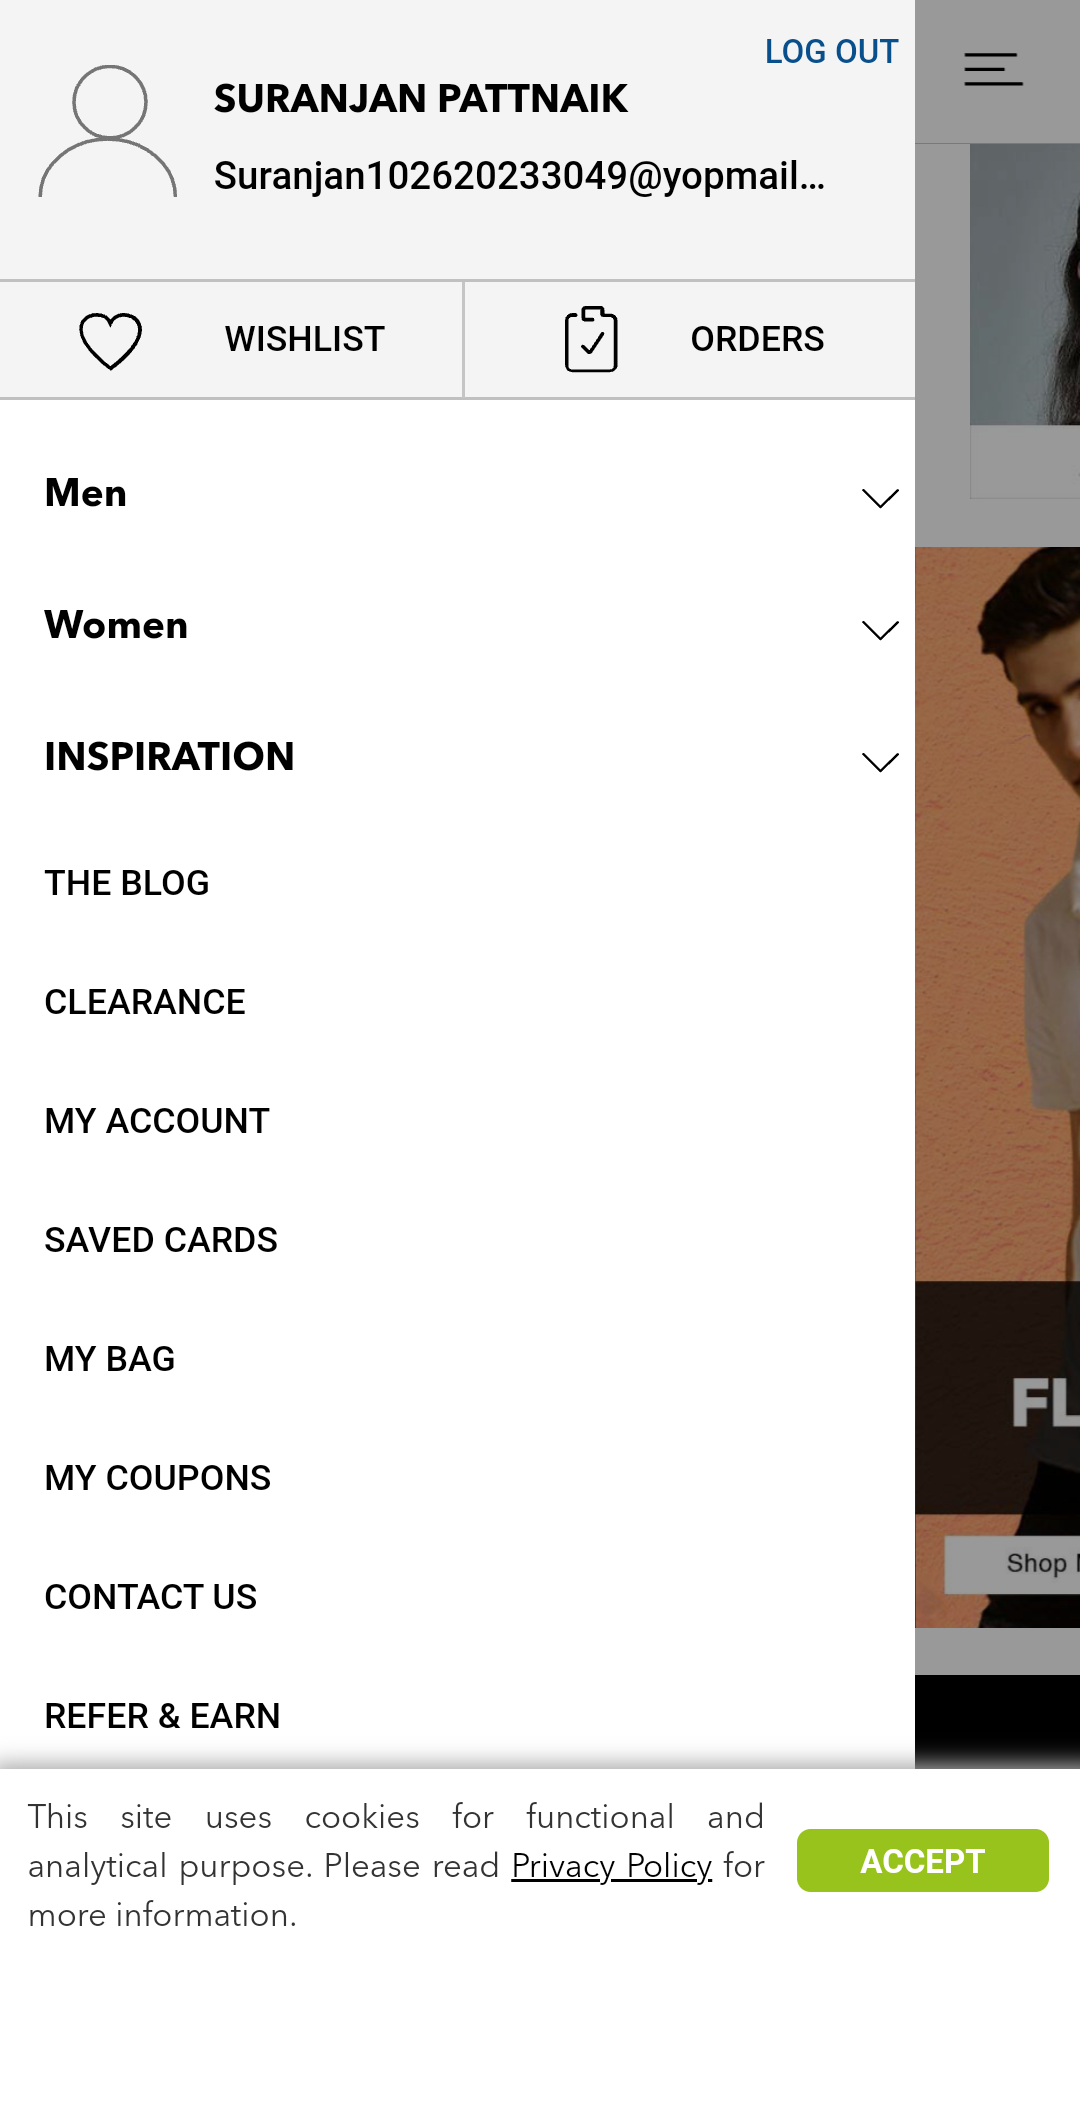 LOG OUT
SURANJAN PATTNAIK
Suranjan102620233049@yopmail...
WISHLIST
ORDERS
Men
Women
INSPIRATION
THE BLOG
CLEARANCE
MY ACCOUNT
SAVED CARDS
MY BAG
MY COUPONS
CONTACT US
REFER & EARN
FL
Shop
This site uses cookies for functional and
analytical purpose. Please read Privacy Policy for
more information.
ACCEPT